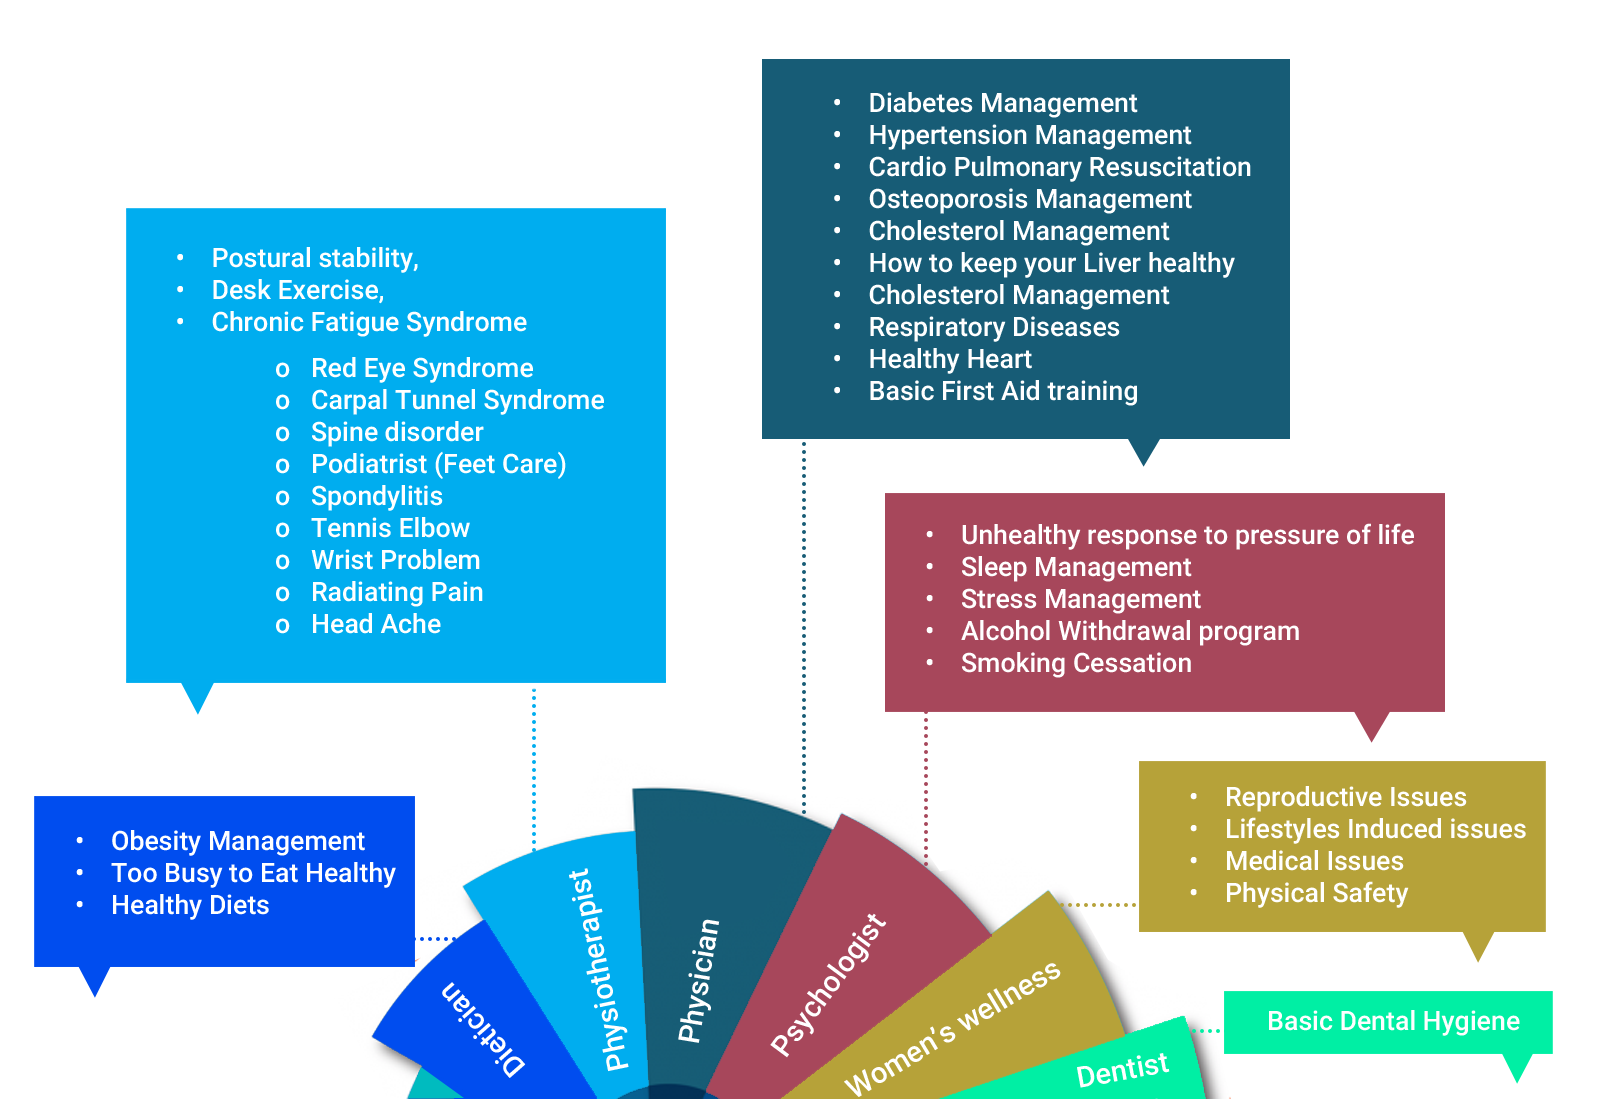 • Diabetes Management
• Hypertension Management
• Cardio Pulmonary Resuscitation
• Osteoporosis Management
• Cholesterol Management
• How to keep your Liver healthy
• Cholesterol Management
• Respiratory Diseases
• Healthy Heart
• Basic First Aid training
• Postural stability,
• Desk Exercise,
• Chronic Fatigue Syndrome
o Red Eye Syndrome
o Carpal Tunnel Syndrome
o Spine disorder
o Podiatrist (Feet Care)
o Spondylitis
o Tennis Elbow
o Wrist Problem
o Radiating Pain
o Head Ache
• Unhealthy response to pressure of life
• Sleep Management
• Stress Management
• Alcohol Withdrawal program
• Smoking Cessation
• Reproductive Issues
• Lifestyles Induced issues
• Medical Issues
• Physical Safety
• Obesity Management
• Too Busy to Eat Healthy
• Healthy Diets
Basic Dental Hygiene
Dietician
Physiotherapist
Physician
Psychologist
Women's wellness
Dentist